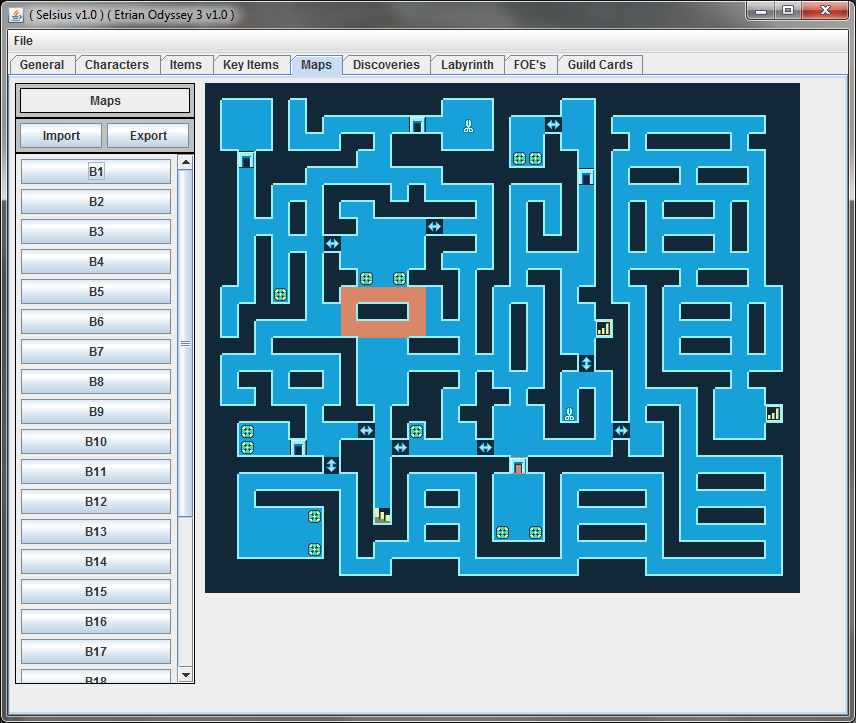 ( Selsius v1.0 ) ( Etrian Odyssey 3 v1.0 )
File
General Characters Items Key Items Maps Discoveries Labyrinth FOE's Guild Cards
Maps
Import Export
B1
B2
B3
B4
B5
B6
B7
B8
B9
B10
B11
B12
B13
B14
B15
B16
B17
B18